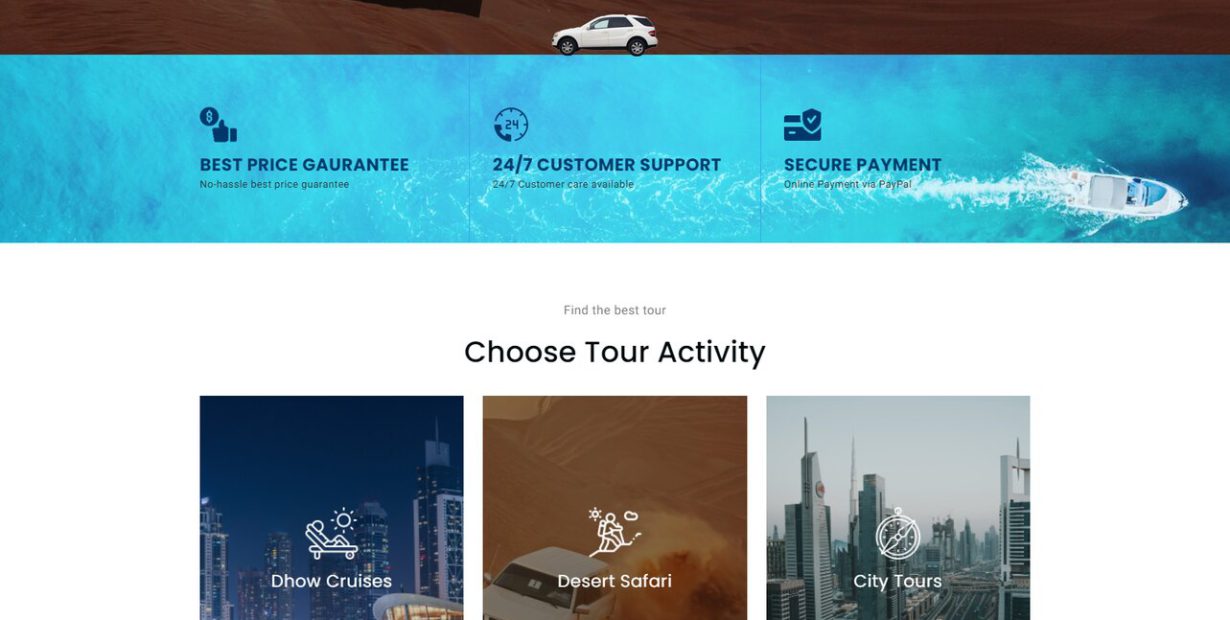 BEST PRICE GAURANTEE
No-hassle best price guarantee
24/7 CUSTOMER SUPPORT
24/7 Customer care available
SECURE PAYMENT
Online Payment via PayPal
Find the best tour
Choose Tour Activity
Dhow Cruises
Desert Safari
City Tours